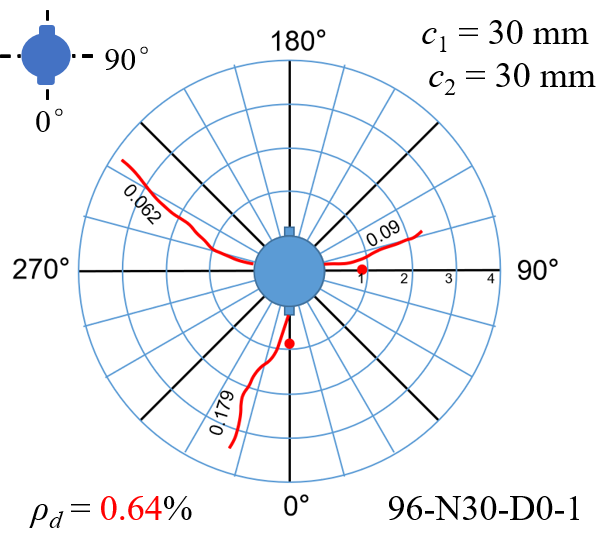 180°
c₁ = 30 mm
c₂ = 30 mm
90°
0°
0.062
0.09
270°
1 2 3 4
90°
0.179
0°
ρ_d = 0.64%
96-N30-D0-1